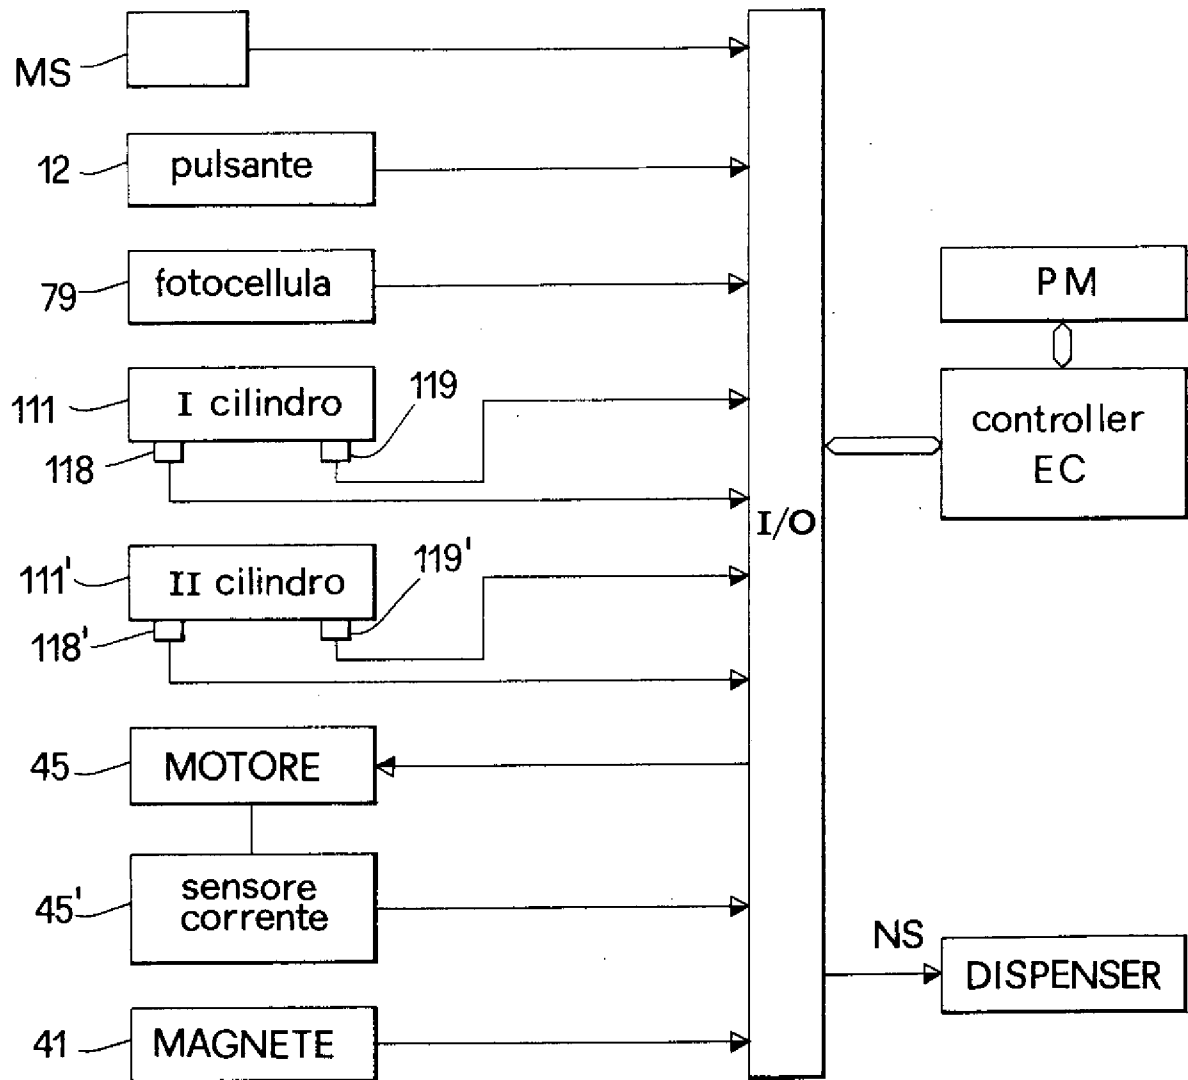 MS
12
pulsante
79
fotocellula
111
I cilindro
119
118
111'
II cilindro
119'
118'
45
MOTORE
45'
sensore
corrente
41
MAGNETE
I/O
PM
controller
EC
NS
DISPENSER